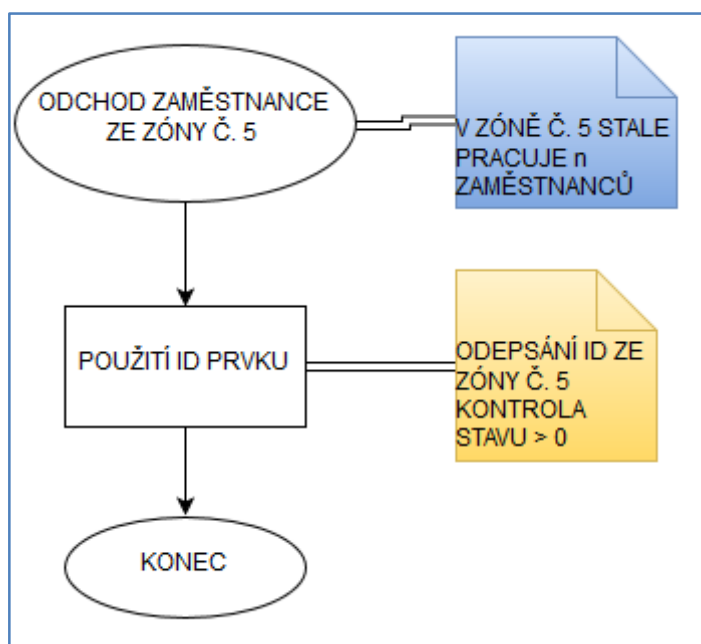 ODCHOD ZAMĚSTNANCE
ZE ZÓNY Č. 5
V ZÓNĚ Č. 5 STALE
PRACUJE n
ZAMĚSTNANCŮ
POUŽITÍ ID PRVKU
ODEPSÁNÍ ID ZE
ZÓNY Č. 5
KONTROLA
STAVU > 0
KONEC